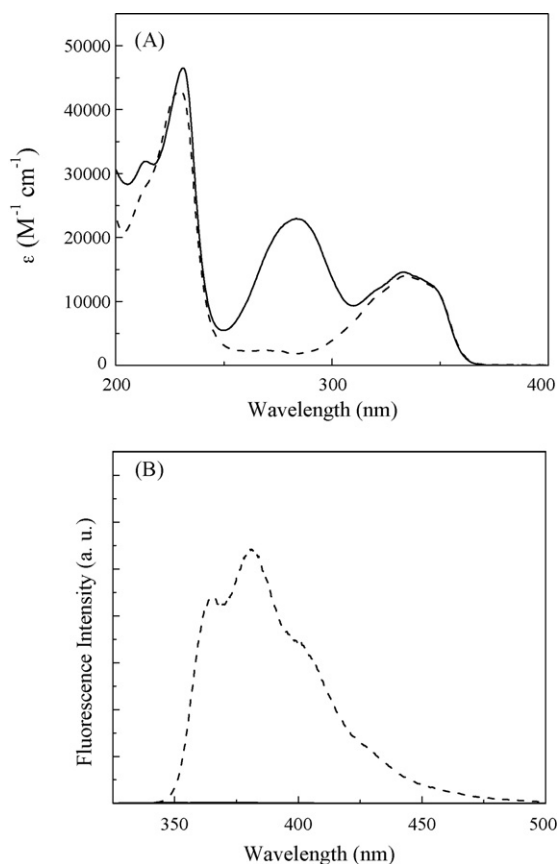 (A)
50000
40000
30000
20000
10000
0
ε (M⁻¹ cm⁻¹)
200 300 400
Wavelength (nm)
(B)
Fluorescence Intensity (a. u.)
350 400 450 500
Wavelength (nm)